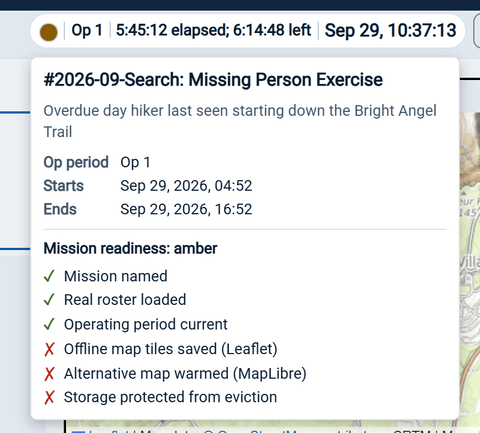 Op 1 | 5:45:12 elapsed; 6:14:48 left | Sep 29, 10:37:13
#2026-09-Search: Missing Person Exercise
Overdue day hiker last seen starting down the Bright Angel
Trail
Op period Op 1
Starts Sep 29, 2026, 04:52
Ends Sep 29, 2026, 16:52
Mission readiness: amber
✓ Mission named
✓ Real roster loaded
✓ Operating period current
✗ Offline map tiles saved (Leaflet)
✗ Alternative map warmed (MapLibre)
✗ Storage protected from eviction